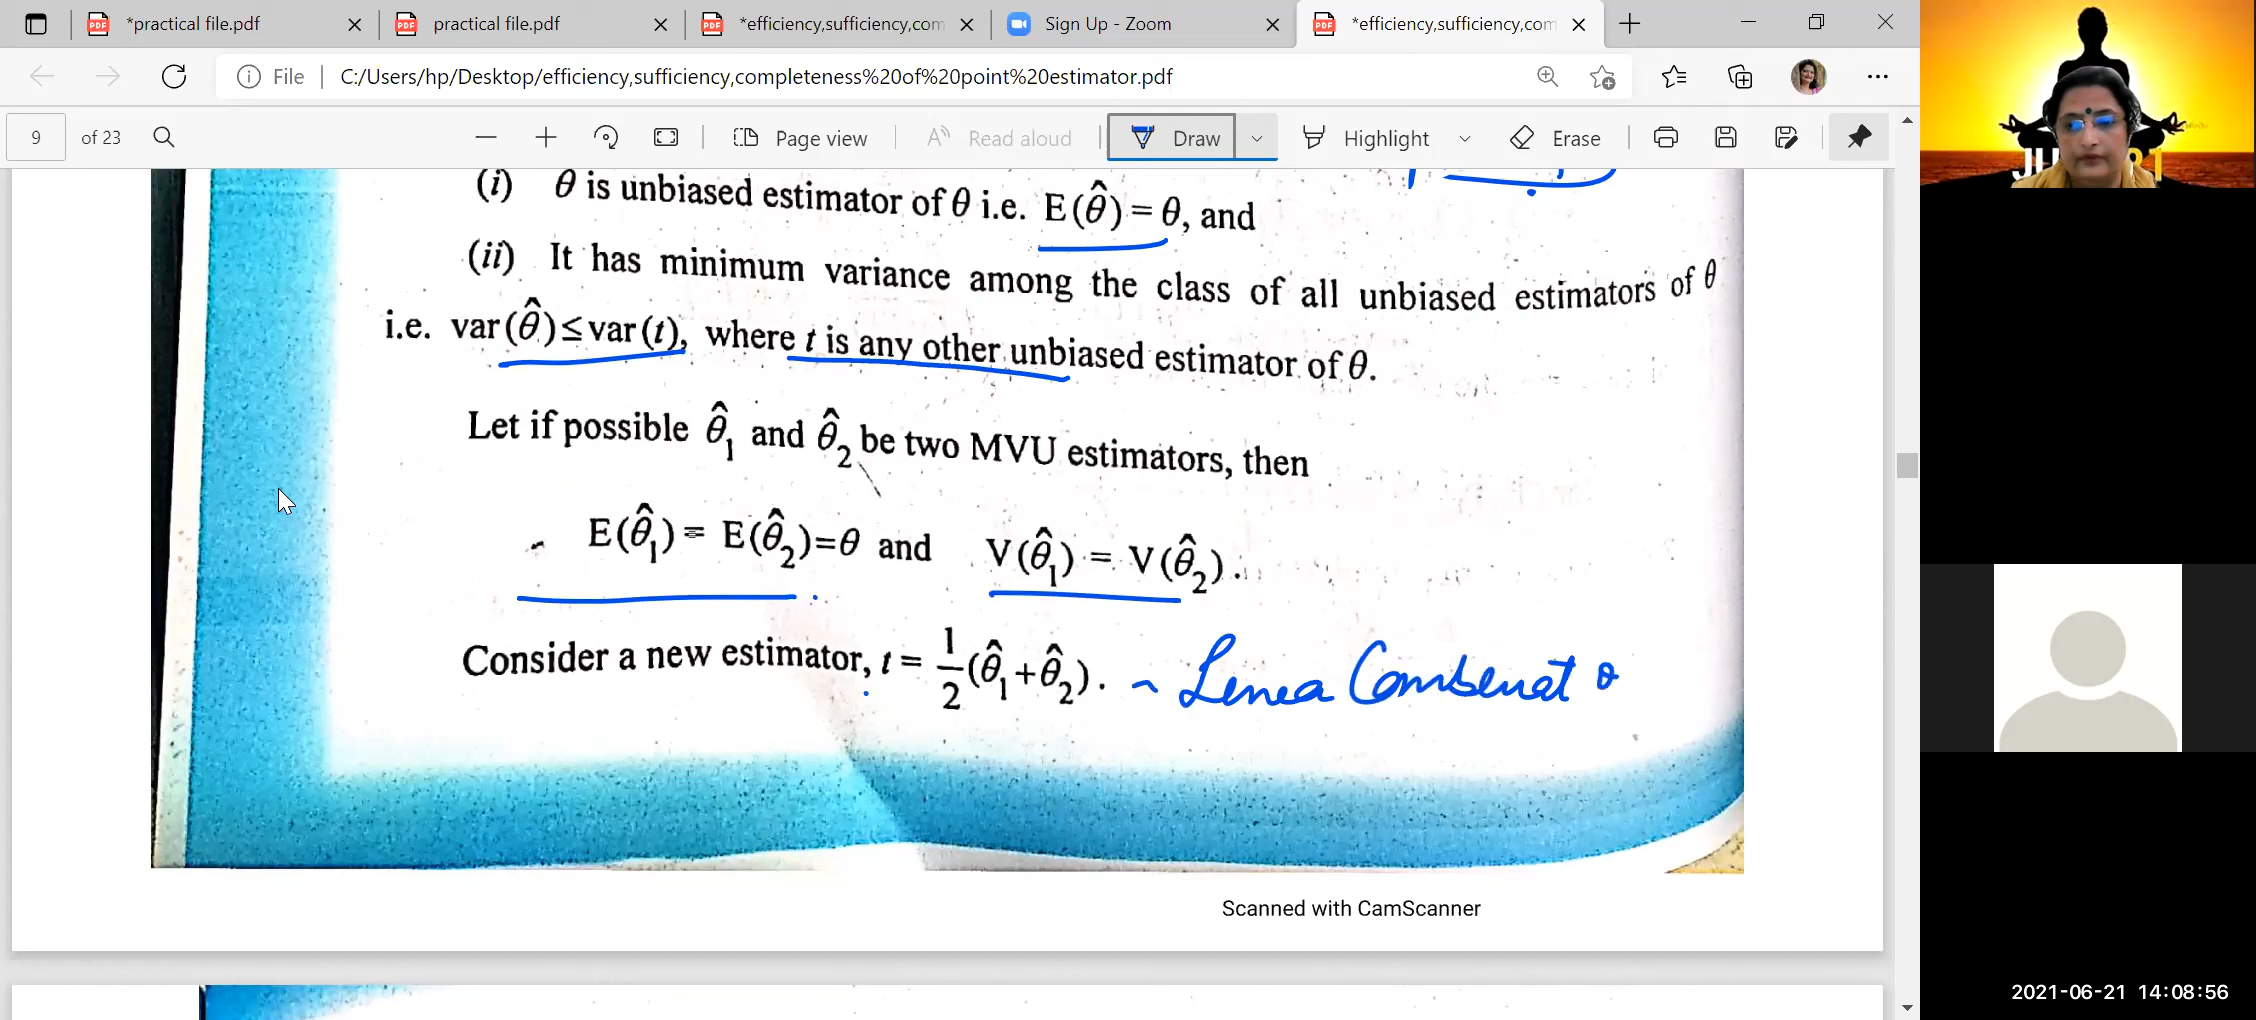 *practical file.pdf
practical file.pdf
*efficiency,sufficiency,com
Sign Up - Zoom
*efficiency,sufficiency,com
File
C:/Users/hp/Desktop/efficiency,sufficiency,completeness%20of%20point%20estimator.pdf
9 of 23
Page view
Read aloud
Draw
Highlight
Erase
(i) θ is unbiased estimator of θ i.e. E(θ̂) = θ, and
(ii) It has minimum variance among the class of all unbiased estimators of θ
i.e. var(θ̂) ≤ var(t), where t is any other unbiased estimator of θ.
Let if possible θ̂₁ and θ̂₂ be two MVU estimators, then
E(θ̂₁) = E(θ̂₂) = θ and V(θ̂₁) = V(θ̂₂).
Consider a new estimator, t = 1/2 (θ̂₁ + θ̂₂). ~ Linea Combinat o
Scanned with CamScanner
2021-06-21 14:08:56